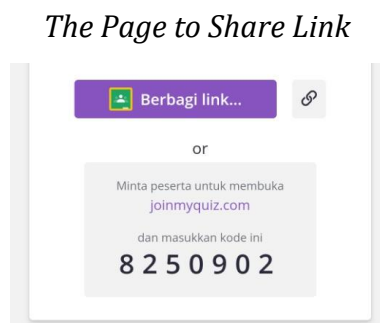 The Page to Share Link
Berbagi link...
or
Minta peserta untuk membuka
joinmyquiz.com
dan masukkan kode ini
8250902